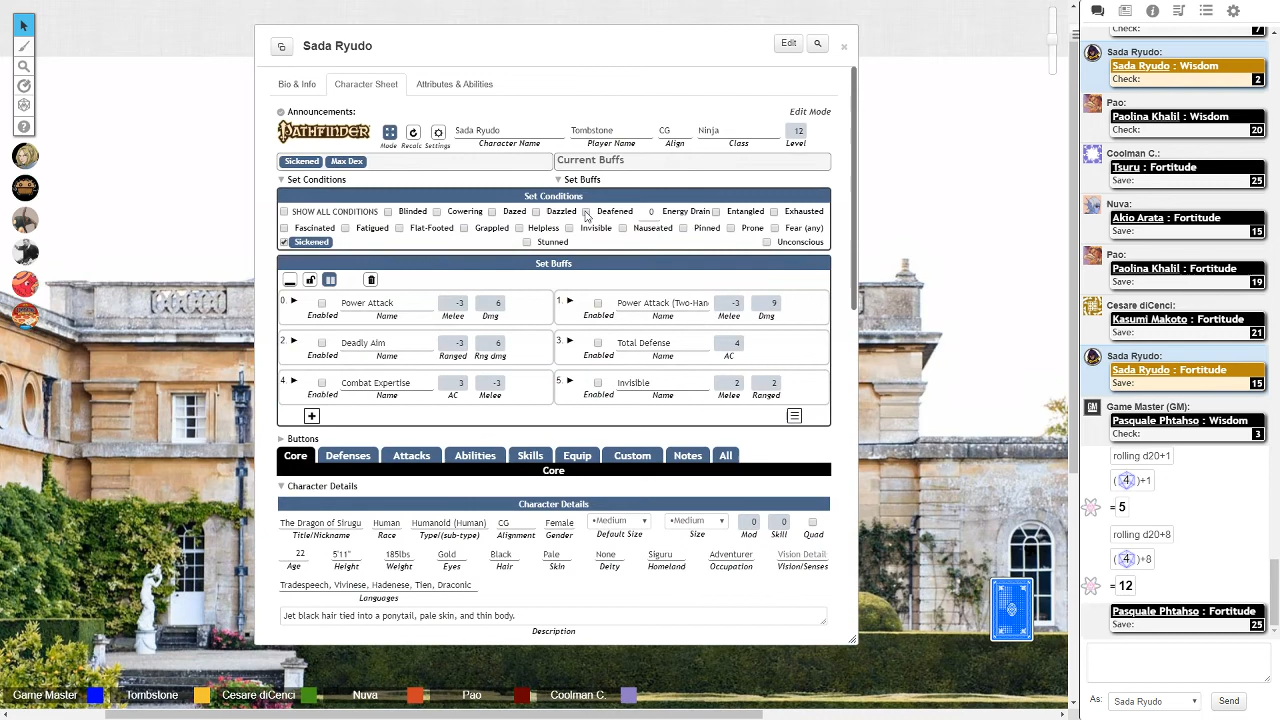 Sada Ryudo
Edit
Bio & Info
Character Sheet
Attributes & Abilities
Announcements:
Edit Mode
PATHFINDER
Mode
Recalc
Settings
Sada Ryudo
Character Name
Tombstone
Player Name
CG
Align
Ninja
Class
12
Level
Sickened
Max Dex
Current Buffs
Set Conditions
Set Buffs
Set Conditions
SHOW ALL CONDITIONS Blinded Cowering Dazed Dazzled Deafened 0 Energy Drain Entangled Exhausted
Fascinated Fatigued Flat-Footed Grappled Helpless Invisible Nauseated Pinned Prone Fear (any)
Sickened Stunned Unconscious
Set Buffs
0. Power Attack -3 6
Enabled Name Melee Dmg
1. Power Attack (Two-Han -3 9
Enabled Name Melee Dmg
2. Deadly Aim -3 6
Enabled Name Ranged Rng dmg
3. Total Defense 4
Enabled Name AC
4. Combat Expertise 3 -3
Enabled Name AC Melee
5. Invisible 2 2
Enabled Name Melee Ranged
Buttons
Core Defenses Attacks Abilities Skills Equip Custom Notes All
Core
Character Details
Character Details
The Dragon of Sirugu Human Humanoid (Human) CG Female •Medium •Medium 0 0
Title/Nickname Race Type/(sub-type) Alignment Gender Default Size Size Mod Skill Quad
22 5'11" 185lbs Gold Black Pale None Siguru Adventurer Vision Detail
Age Height Weight Eyes Hair Skin Deity Homeland Occupation Vision/Senses
Tradespeech, Vivinese, Hadenese, Tien, Draconic
Languages
Jet black hair tied into a ponytail, pale skin, and thin body.
Description
Game Master
Tombstone
Cesare diCenci
Nuva
Pao
Coolman C.
Check: 7
Sada Ryudo:
Sada Ryudo : Wisdom
Check: 2
Pao:
Paolina Khalil : Wisdom
Check: 20
Coolman C.:
Tsuru : Fortitude
Save: 25
Nuva:
Akio Arata : Fortitude
Save: 15
Pao:
Paolina Khalil : Fortitude
Save: 19
Cesare diCenci:
Kasumi Makoto : Fortitude
Save: 21
Sada Ryudo:
Sada Ryudo : Fortitude
Save: 15
GM
Game Master (GM):
Pasquale Phtahso : Wisdom
Check: 3
rolling d20+1
(4)+1
= 5
rolling d20+8
(4)+8
= 12
Pasquale Phtahso : Fortitude
Save: 25
As: Sada Ryudo
Send